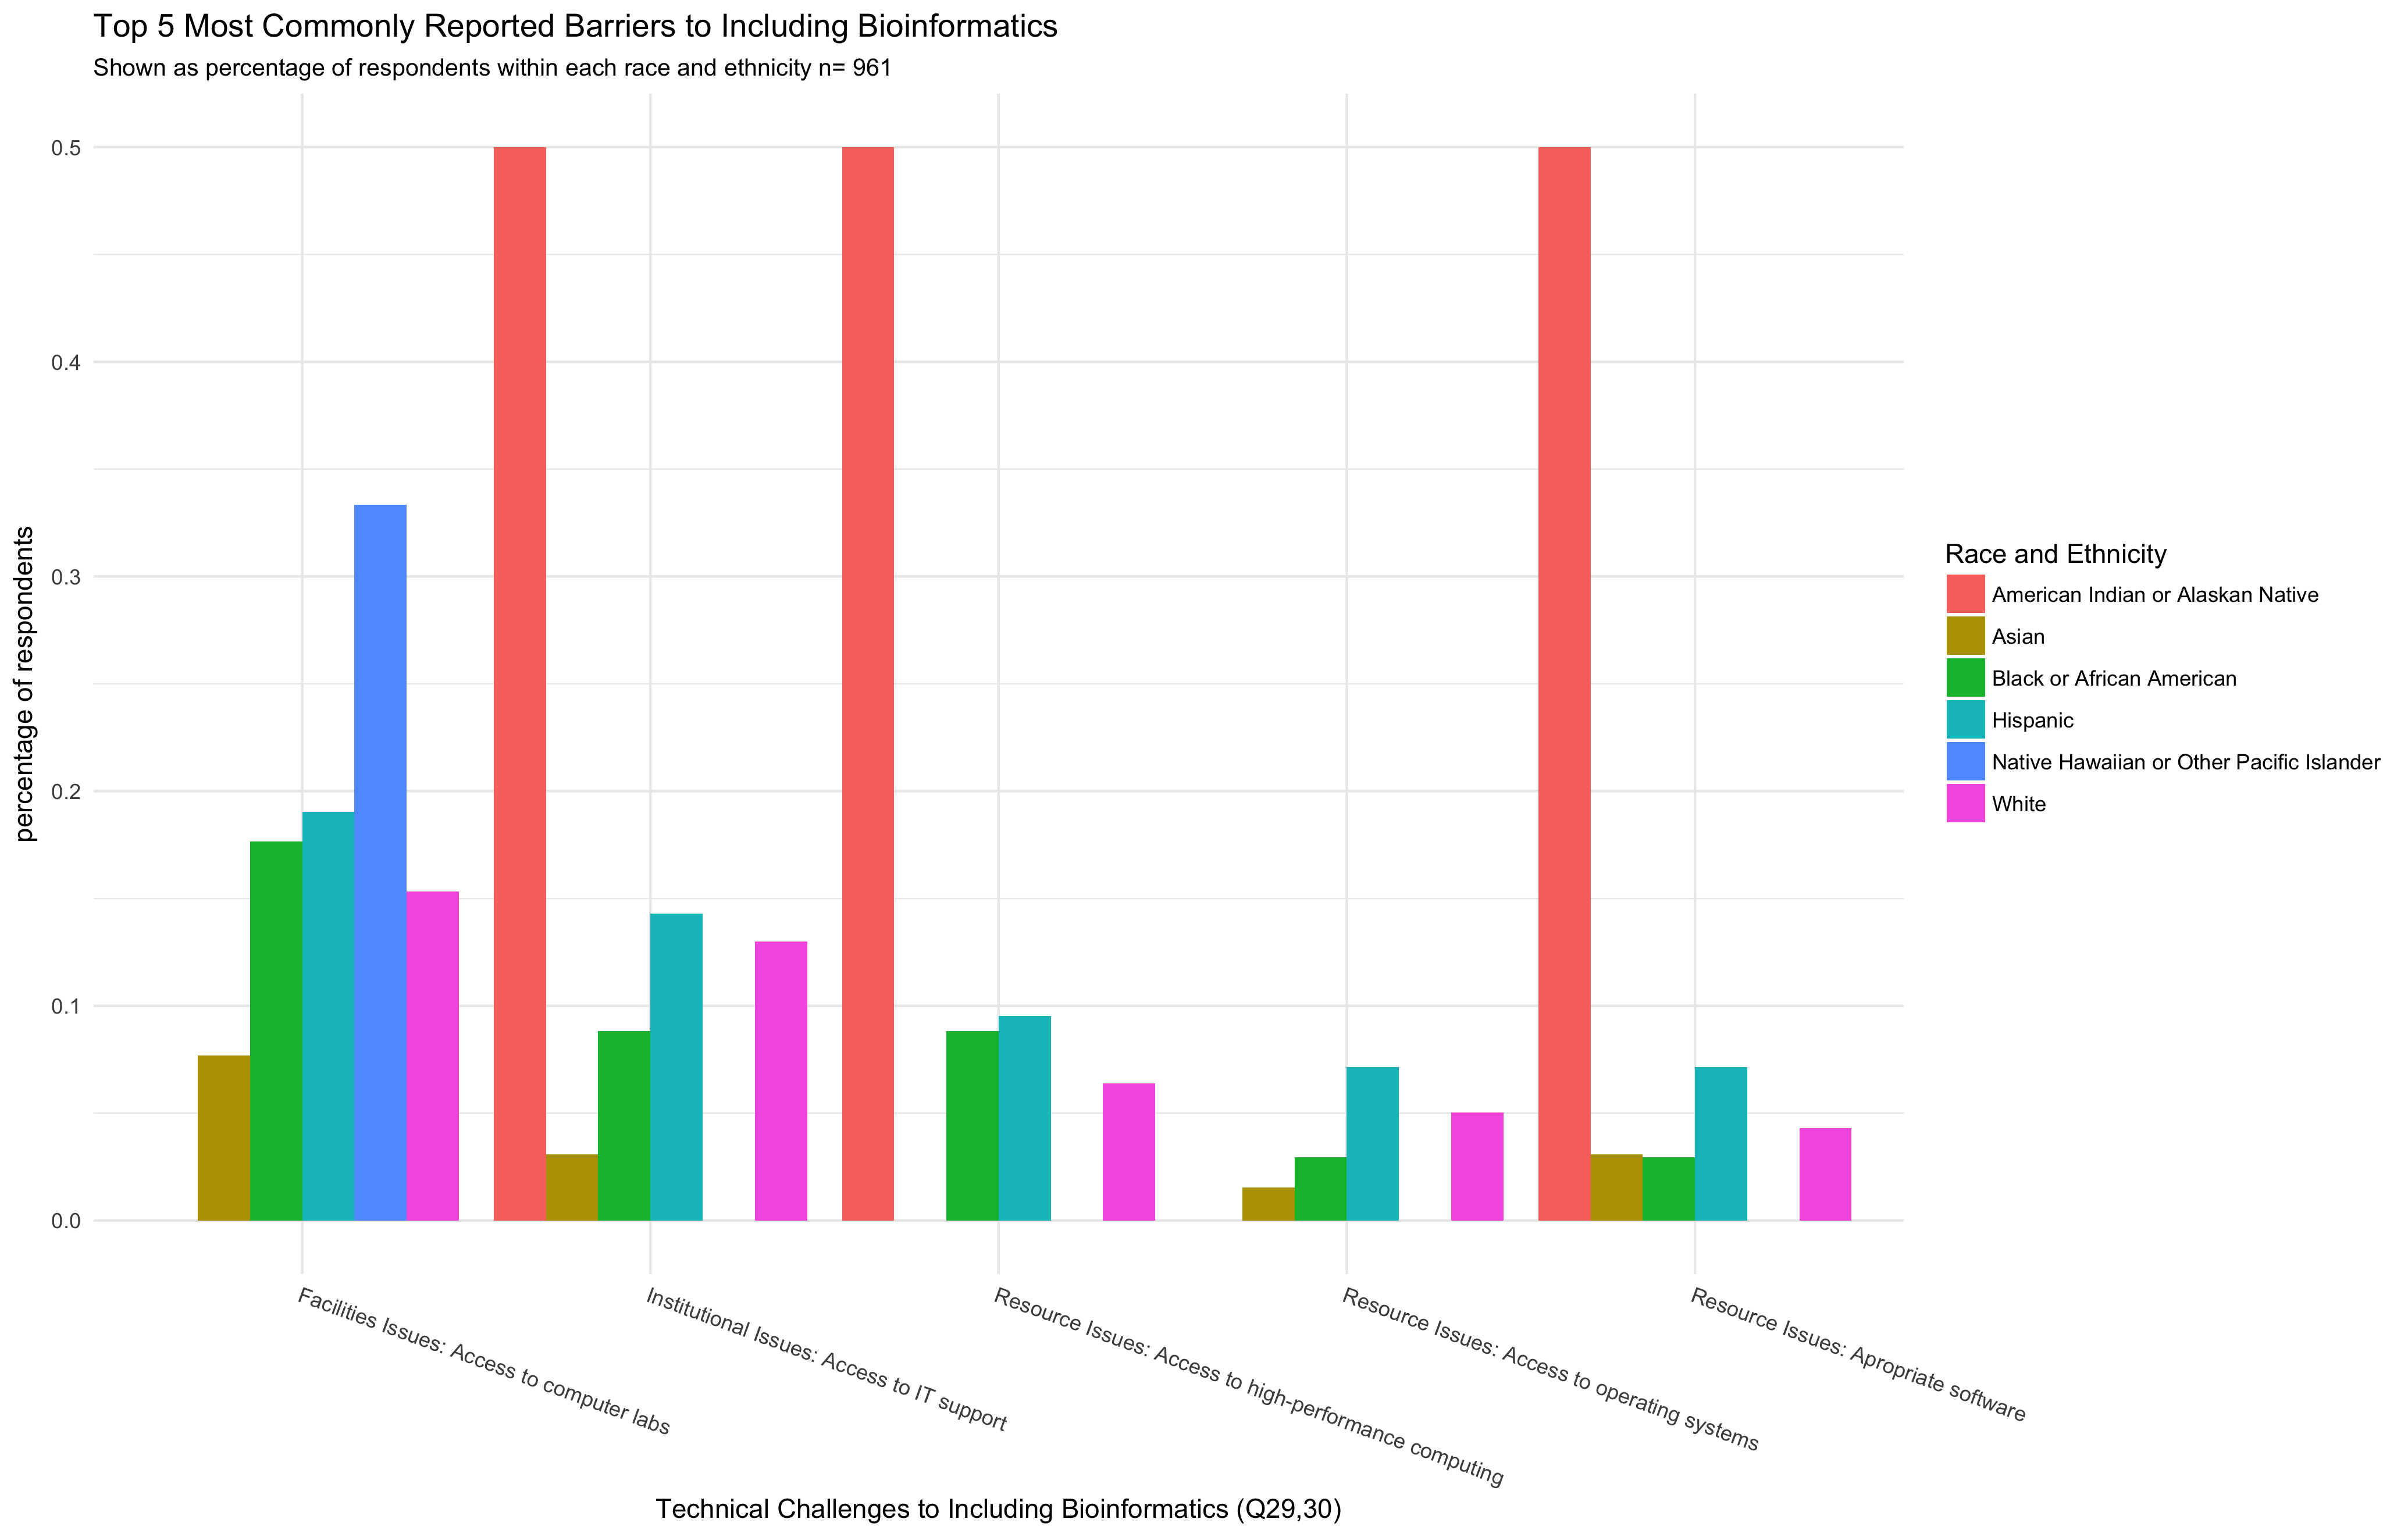 Top 5 Most Commonly Reported Barriers to Including Bioinformatics
Shown as percentage of respondents within each race and ethnicity n= 961
percentage of respondents
0.5
0.4
0.3
0.2
0.1
0.0
Facilities Issues: Access to computer labs
Institutional Issues: Access to IT support
Resource Issues: Access to high-performance computing
Resource Issues: Access to operating systems
Resource Issues: Apropriate software
Technical Challenges to Including Bioinformatics (Q29,30)
Race and Ethnicity
American Indian or Alaskan Native
Asian
Black or African American
Hispanic
Native Hawaiian or Other Pacific Islander
White